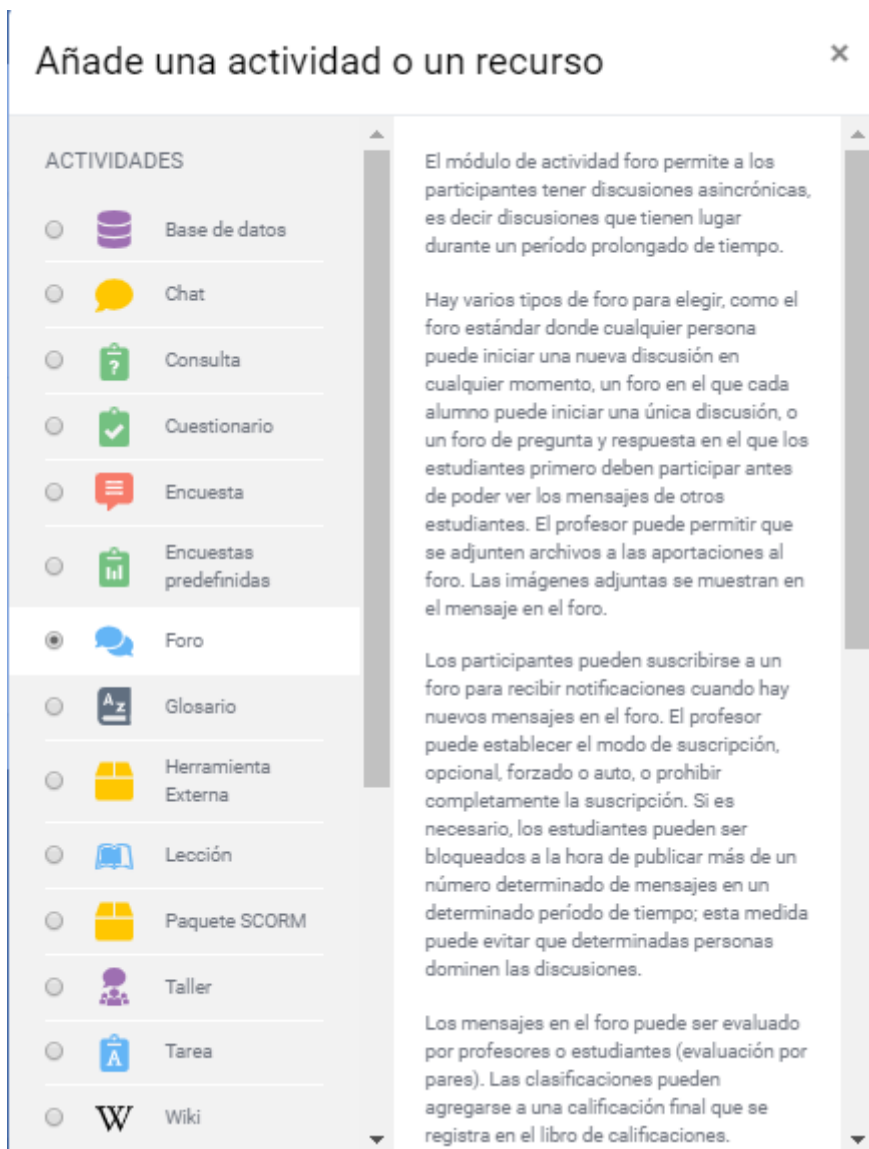 Añade una actividad o un recurso
×
ACTIVIDADES
Base de datos
Chat
Consulta
Cuestionario
Encuesta
Encuestas
predefinidas
Foro
Glosario
Herramienta
Externa
Lección
Paquete SCORM
Taller
Tarea
Wiki
El módulo de actividad foro permite a los
participantes tener discusiones asincrónicas,
es decir discusiones que tienen lugar
durante un período prolongado de tiempo.
Hay varios tipos de foro para elegir, como el
foro estándar donde cualquier persona
puede iniciar una nueva discusión en
cualquier momento, un foro en el que cada
alumno puede iniciar una única discusión, o
un foro de pregunta y respuesta en el que los
estudiantes primero deben participar antes
de poder ver los mensajes de otros
estudiantes. El profesor puede permitir que
se adjunten archivos a las aportaciones al
foro. Las imágenes adjuntas se muestran en
el mensaje en el foro.
Los participantes pueden suscribirse a un
foro para recibir notificaciones cuando hay
nuevos mensajes en el foro. El profesor
puede establecer el modo de suscripción,
opcional, forzado o auto, o prohibir
completamente la suscripción. Si es
necesario, los estudiantes pueden ser
bloqueados a la hora de publicar más de un
número determinado de mensajes en un
determinado período de tiempo; esta medida
puede evitar que determinadas personas
dominen las discusiones.
Los mensajes en el foro puede ser evaluado
por profesores o estudiantes (evaluación por
pares). Las clasificaciones pueden
agregarse a una calificación final que se
registra en el libro de calificaciones.